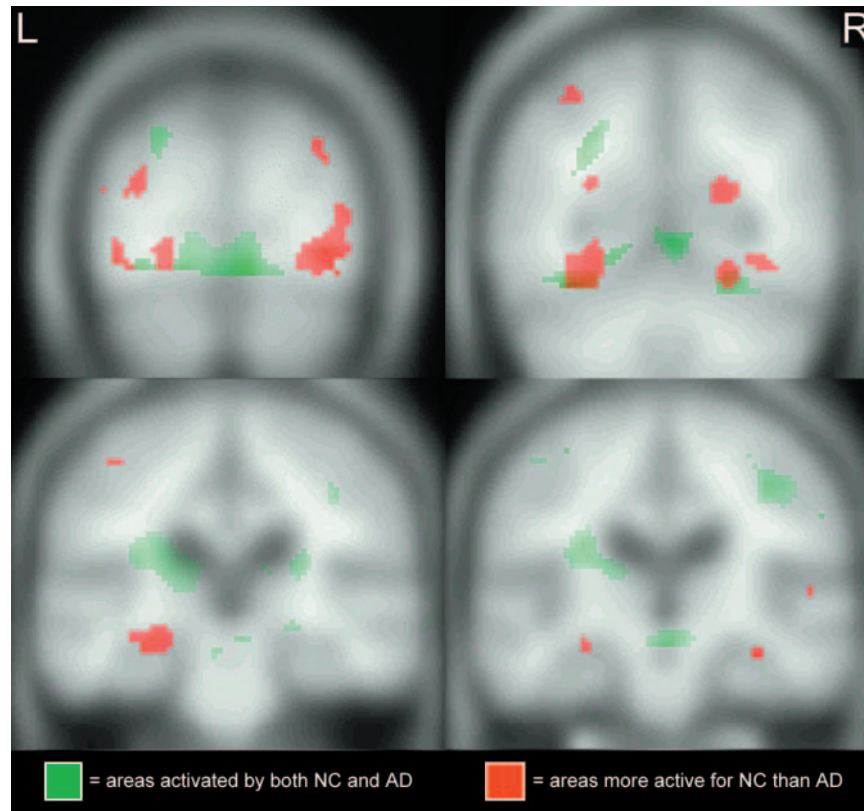 L R
= areas activated by both NC and AD
= areas more active for NC than AD